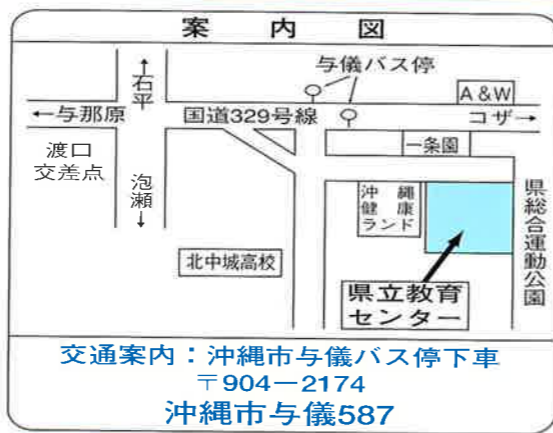 案内図
↑石平
与儀バス停
A&W
←与那原
国道329号線
コザ→
渡口
交差点
一条園
泡瀬↓
沖縄
健康
ランド
県総合運動公園
北中城高校
県立教育
センター
交通案内：沖縄市与儀バス停下車
〒904－2174
沖縄市与儀587